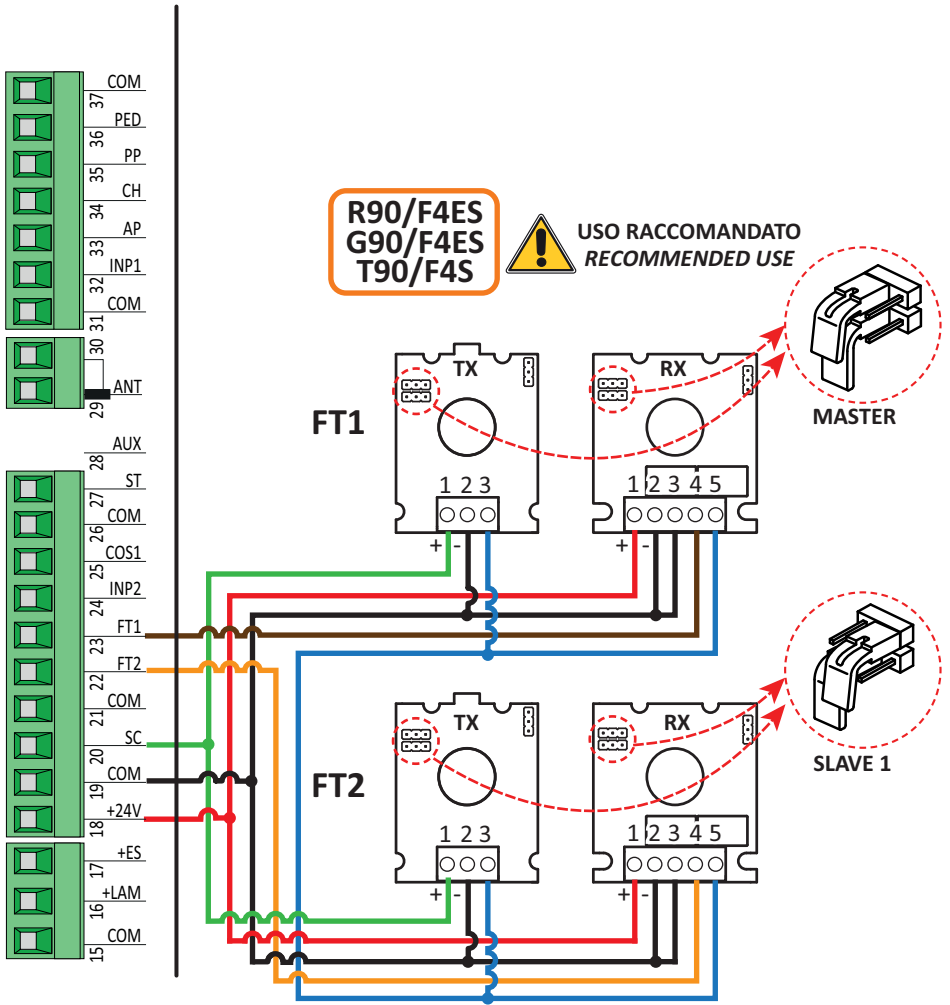 COM
37
PED
36
PP
35
CH
34
AP
33
INP1
32
COM
31
30
ANT
29
AUX
28
ST
27
COM
26
COS1
25
INP2
24
FT1
23
FT2
22
COM
21
SC
20
COM
19
+24V
18
+ES
17
+LAM
16
COM
15
R90/F4ES
G90/F4ES
T90/F4S
USO RACCOMANDATO
RECOMMENDED USE
MASTER
FT1
TX
1 2 3
+ -
RX
1 2 3 4 5
+ -
SLAVE 1
FT2
TX
1 2 3
+ -
RX
1 2 3 4 5
+ -